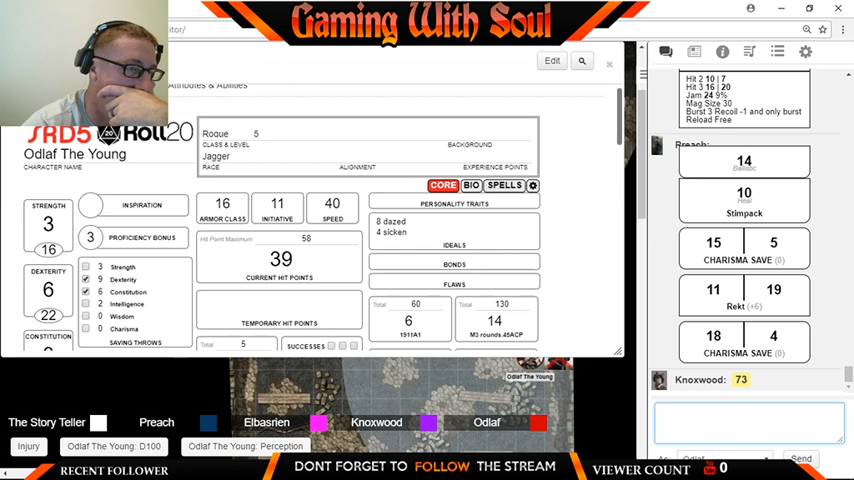 Gaming With Soul
itor/
Edit
Attributes & Abilities
SRD5 Roll20
20
Odlaf The Young
CHARACTER NAME
Rogue 5
CLASS & LEVEL BACKGROUND
Jagger
RACE ALIGNMENT EXPERIENCE POINTS
CORE BIO SPELLS
STRENGTH
3
16
DEXTERITY
6
22
CONSTITUTION
INSPIRATION
3 PROFICIENCY BONUS
3 Strength
9 Dexterity
6 Constitution
0 Intelligence
0 Wisdom
0 Charisma
SAVING THROWS
16 11 40
ARMOR CLASS INITIATIVE SPEED
Hit Point Maximum 58
39
CURRENT HIT POINTS
TEMPORARY HIT POINTS
Total 5
SUCCESSES
PERSONALITY TRAITS
8 dazed
4 sicken
IDEALS
BONDS
FLAWS
Total 60
6
1911A1
Total 130
14
M3 rounds.45ACP
Odlaf The Young
Hit 2 10 | 7
Hit 3 16 | 20
Jam 24 9%
Mag Size 30
Burst 3 Recoil -1 and only burst
Reload Free
Preach:
14
Ballistic
10
Heal
Stimpack
15 5
CHARISMA SAVE (0)
11 19
Rekt (+6)
18 4
CHARISMA SAVE (0)
Knoxwood: 73
As: Odlaf
Send
The Story Teller Preach Elbasrien Knoxwood Odlaf
Injury Odlaf The Young: D100 Odlaf The Young: Perception
RECENT FOLLOWER DONT FORGET TO FOLLOW THE STREAM VIEWER COUNT 0